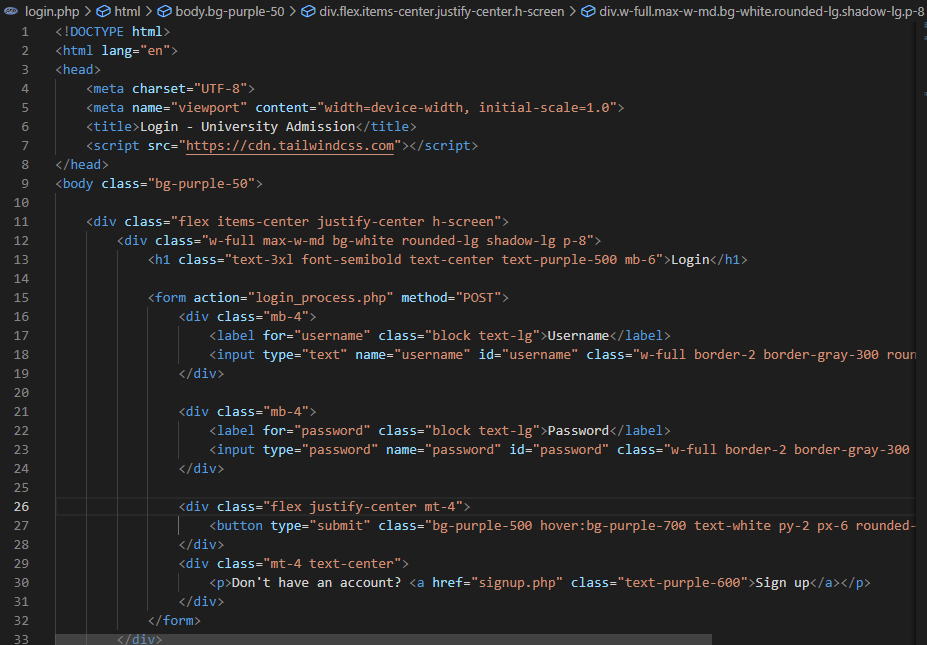 login.php > html > body.bg-purple-50 > div.flex.items-center.justify-center.h-screen > div.w-full.max-w-md.bg-white.rounded-lg.shadow-lg.p-8
1 <!DOCTYPE html>
2 <html lang="en">
3 <head>
4 <meta charset="UTF-8">
5 <meta name="viewport" content="width=device-width, initial-scale=1.0">
6 <title>Login - University Admission</title>
7 <script src="https://cdn.tailwindcss.com"></script>
8 </head>
9 <body class="bg-purple-50">
10
11 <div class="flex items-center justify-center h-screen">
12 <div class="w-full max-w-md bg-white rounded-lg shadow-lg p-8">
13 <h1 class="text-3xl font-semibold text-center text-purple-500 mb-6">Login</h1>
14
15 <form action="login_process.php" method="POST">
16 <div class="mb-4">
17 <label for="username" class="block text-lg">Username</label>
18 <input type="text" name="username" id="username" class="w-full border-2 border-gray-300 roun
19 </div>
20
21 <div class="mb-4">
22 <label for="password" class="block text-lg">Password</label>
23 <input type="password" name="password" id="password" class="w-full border-2 border-gray-300
24 </div>
25
26 <div class="flex justify-center mt-4">
27 <button type="submit" class="bg-purple-500 hover:bg-purple-700 text-white py-2 px-6 rounded-
28 </div>
29 <div class="mt-4 text-center">
30 <p>Don't have an account? <a href="signup.php" class="text-purple-600">Sign up</a></p>
31 </div>
32 </form>
33 </div>